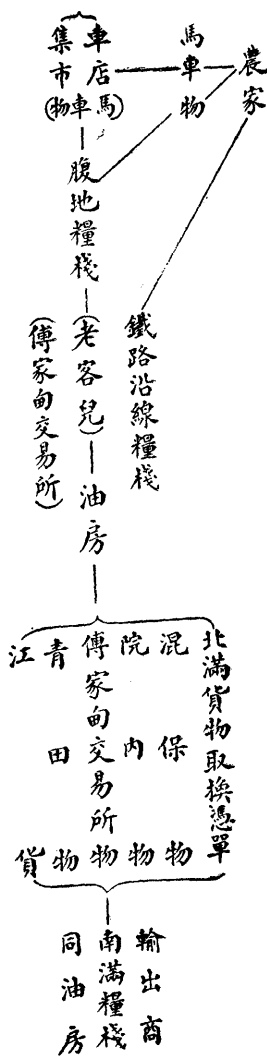 農家
馬車物
車店
集市
(馬車物)
腹地糧棧
鐵路沿線糧棧
(老客兒)
(傳家甸交易所)
油房
北滿貨物取換憑單
混保物
院內物
傳家甸交易所物
青田物
江貨
輸出商
南滿糧棧
同油房